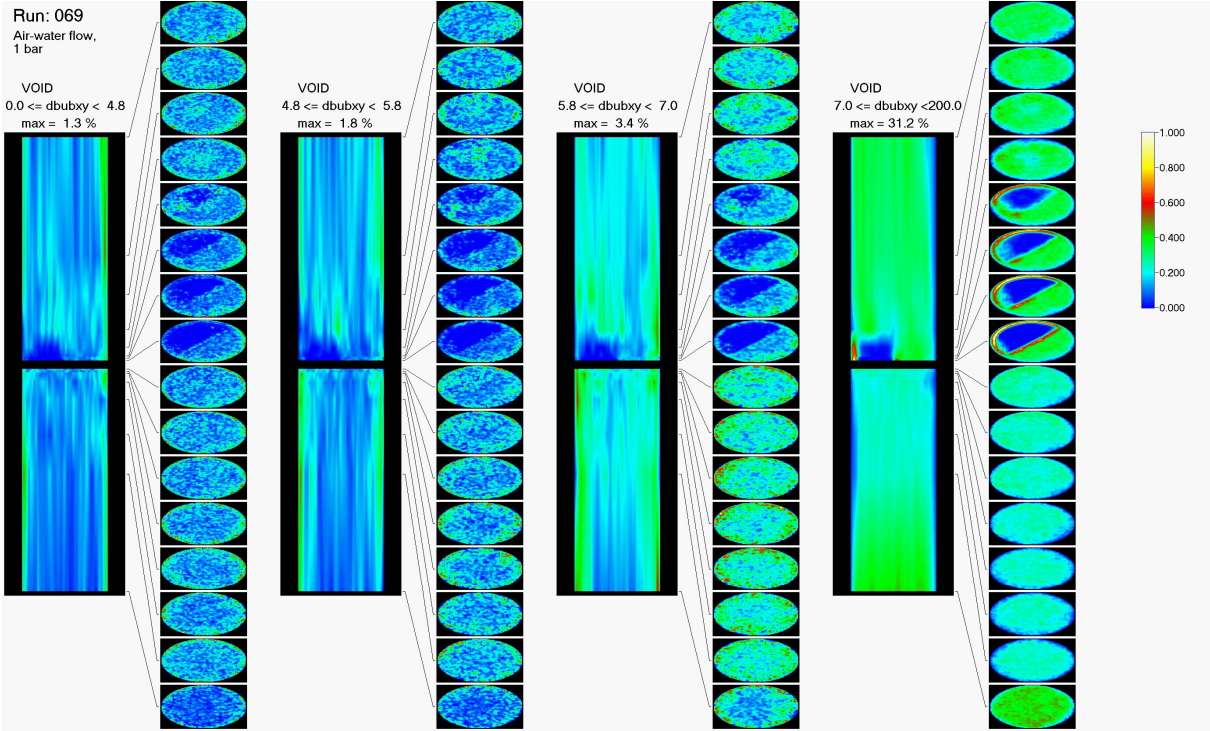 Run: 069
Air-water flow,
1 bar
VOID
0.0 <= dbubxy < 4.8
max = 1.3 %
VOID
4.8 <= dbubxy < 5.8
max = 1.8 %
VOID
5.8 <= dbubxy < 7.0
max = 3.4 %
VOID
7.0 <= dbubxy <200.0
max = 31.2 %
1.000
0.800
0.600
0.400
0.200
0.000